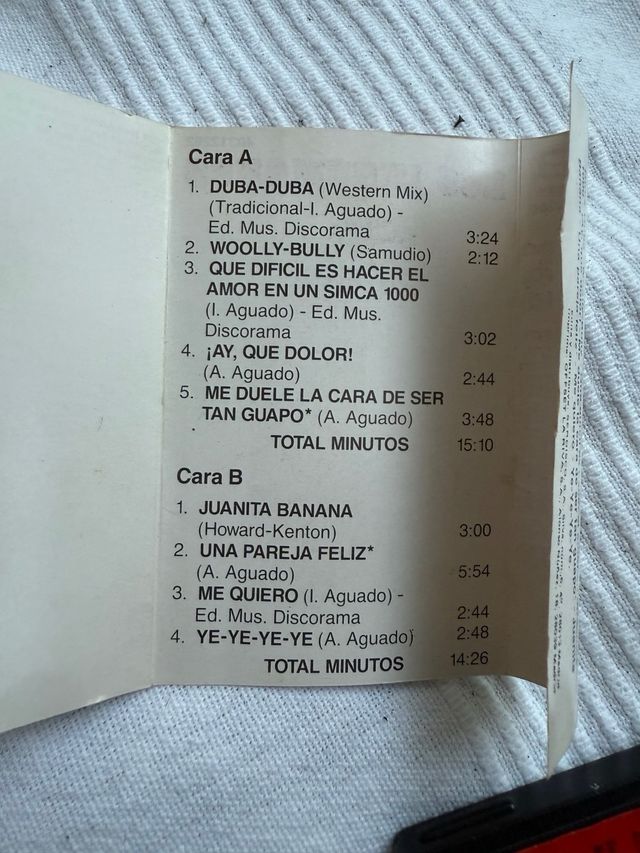 Cara A
1. DUBA-DUBA (Western Mix)
(Tradicional-I. Aguado) -
Ed. Mus. Discorama 3:24
2. WOOLLY-BULLY (Samudio) 2:12
3. QUE DIFICIL ES HACER EL
AMOR EN UN SIMCA 1000
(I. Aguado) - Ed. Mus.
Discorama 3:02
4. ¡AY, QUE DOLOR!
(A. Aguado) 2:44
5. ME DUELE LA CARA DE SER
TAN GUAPO* (A. Aguado) 3:48
TOTAL MINUTOS 15:10
Cara B
1. JUANITA BANANA
(Howard-Kenton) 3:00
2. UNA PAREJA FELIZ*
(A. Aguado) 5:54
3. ME QUIERO (I. Aguado) -
Ed. Mus. Discorama 2:44
4. YE-YE-YE-YE (A. Aguado) 2:48
TOTAL MINUTOS 14:26